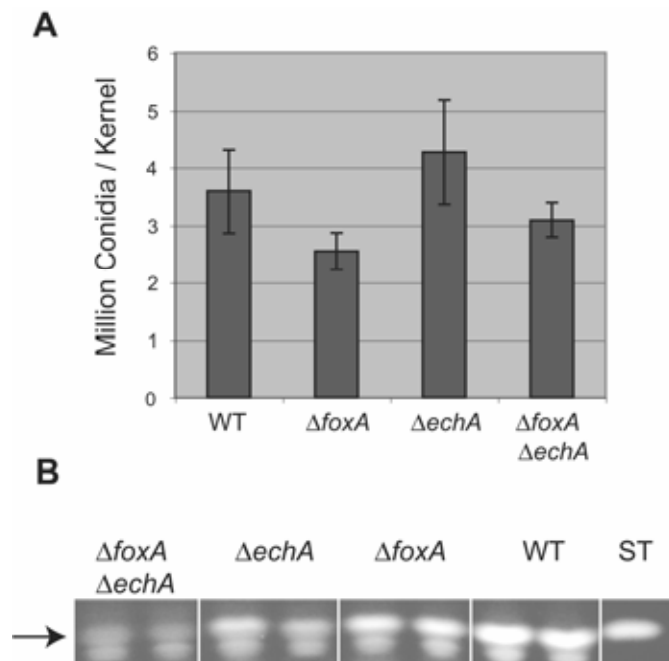 A
Million Conidia / Kernel
6
5
4
3
2
1
0
WT
ΔfoxA
ΔechA
ΔfoxA
ΔechA
B
ΔfoxA
ΔechA
ΔechA
ΔfoxA
WT
ST